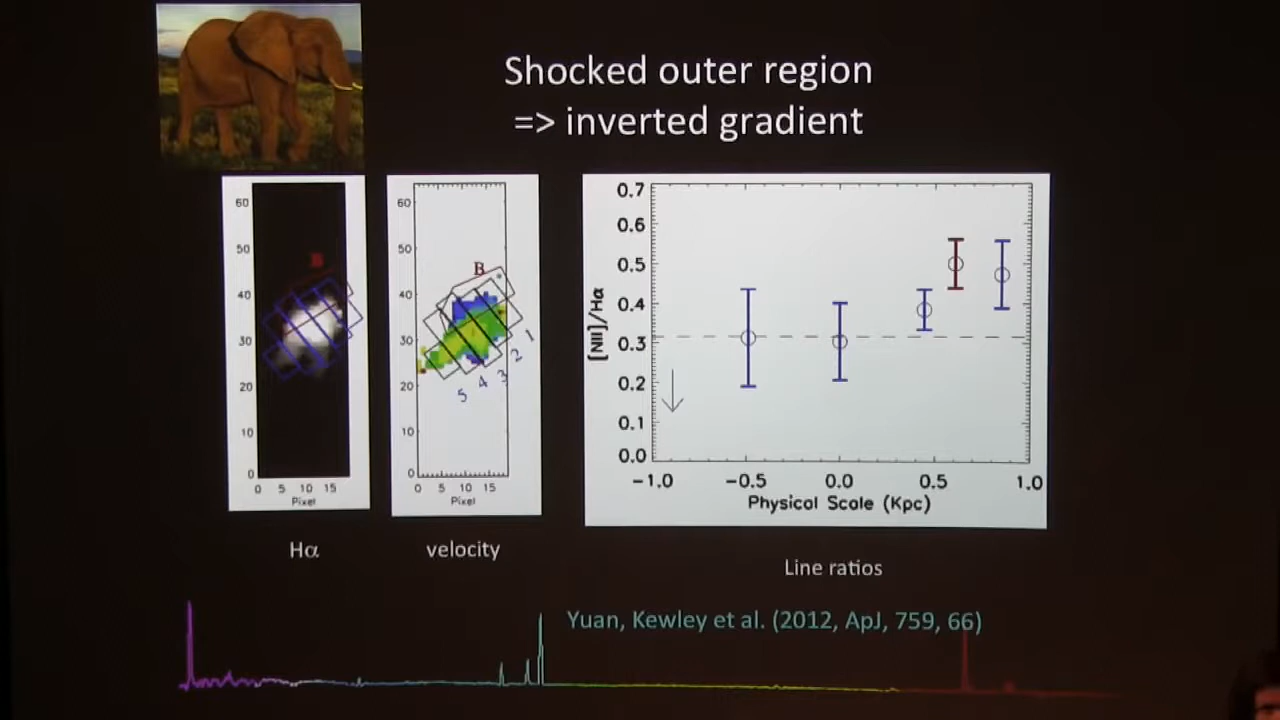 Shocked outer region
=> inverted gradient
60
50
40
30
20
10
0
0 5 10 15
Pixel
B
Hα
60
50
40
30
20
10
0
0 5 10 15
Pixel
B
1
2
3
4
5
velocity
0.7
0.6
0.5
0.4
0.3
0.2
0.1
0.0
[NII]/Hα
-1.0 -0.5 0.0 0.5 1.0
Physical Scale (Kpc)
Line ratios
Yuan, Kewley et al. (2012, ApJ, 759, 66)